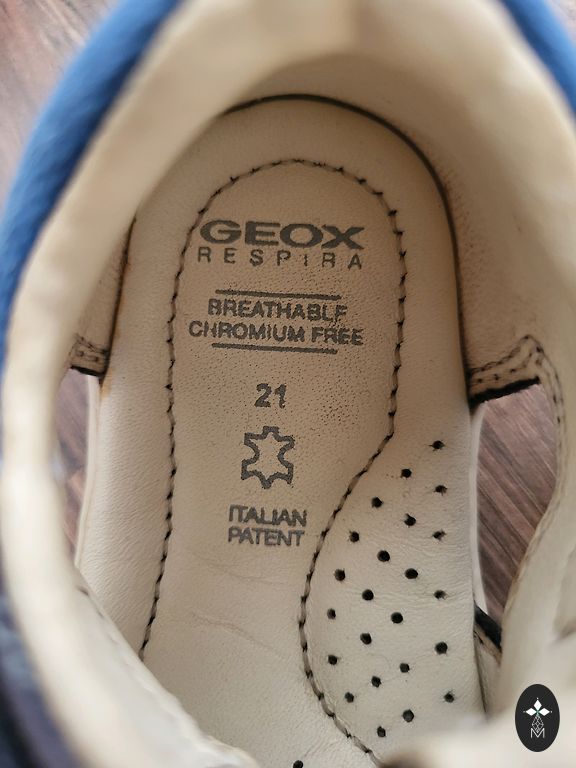 GEOX
RESPIRA
BREATHABLE
CHROMIUM FREE
21
ITALIAN
PATENT